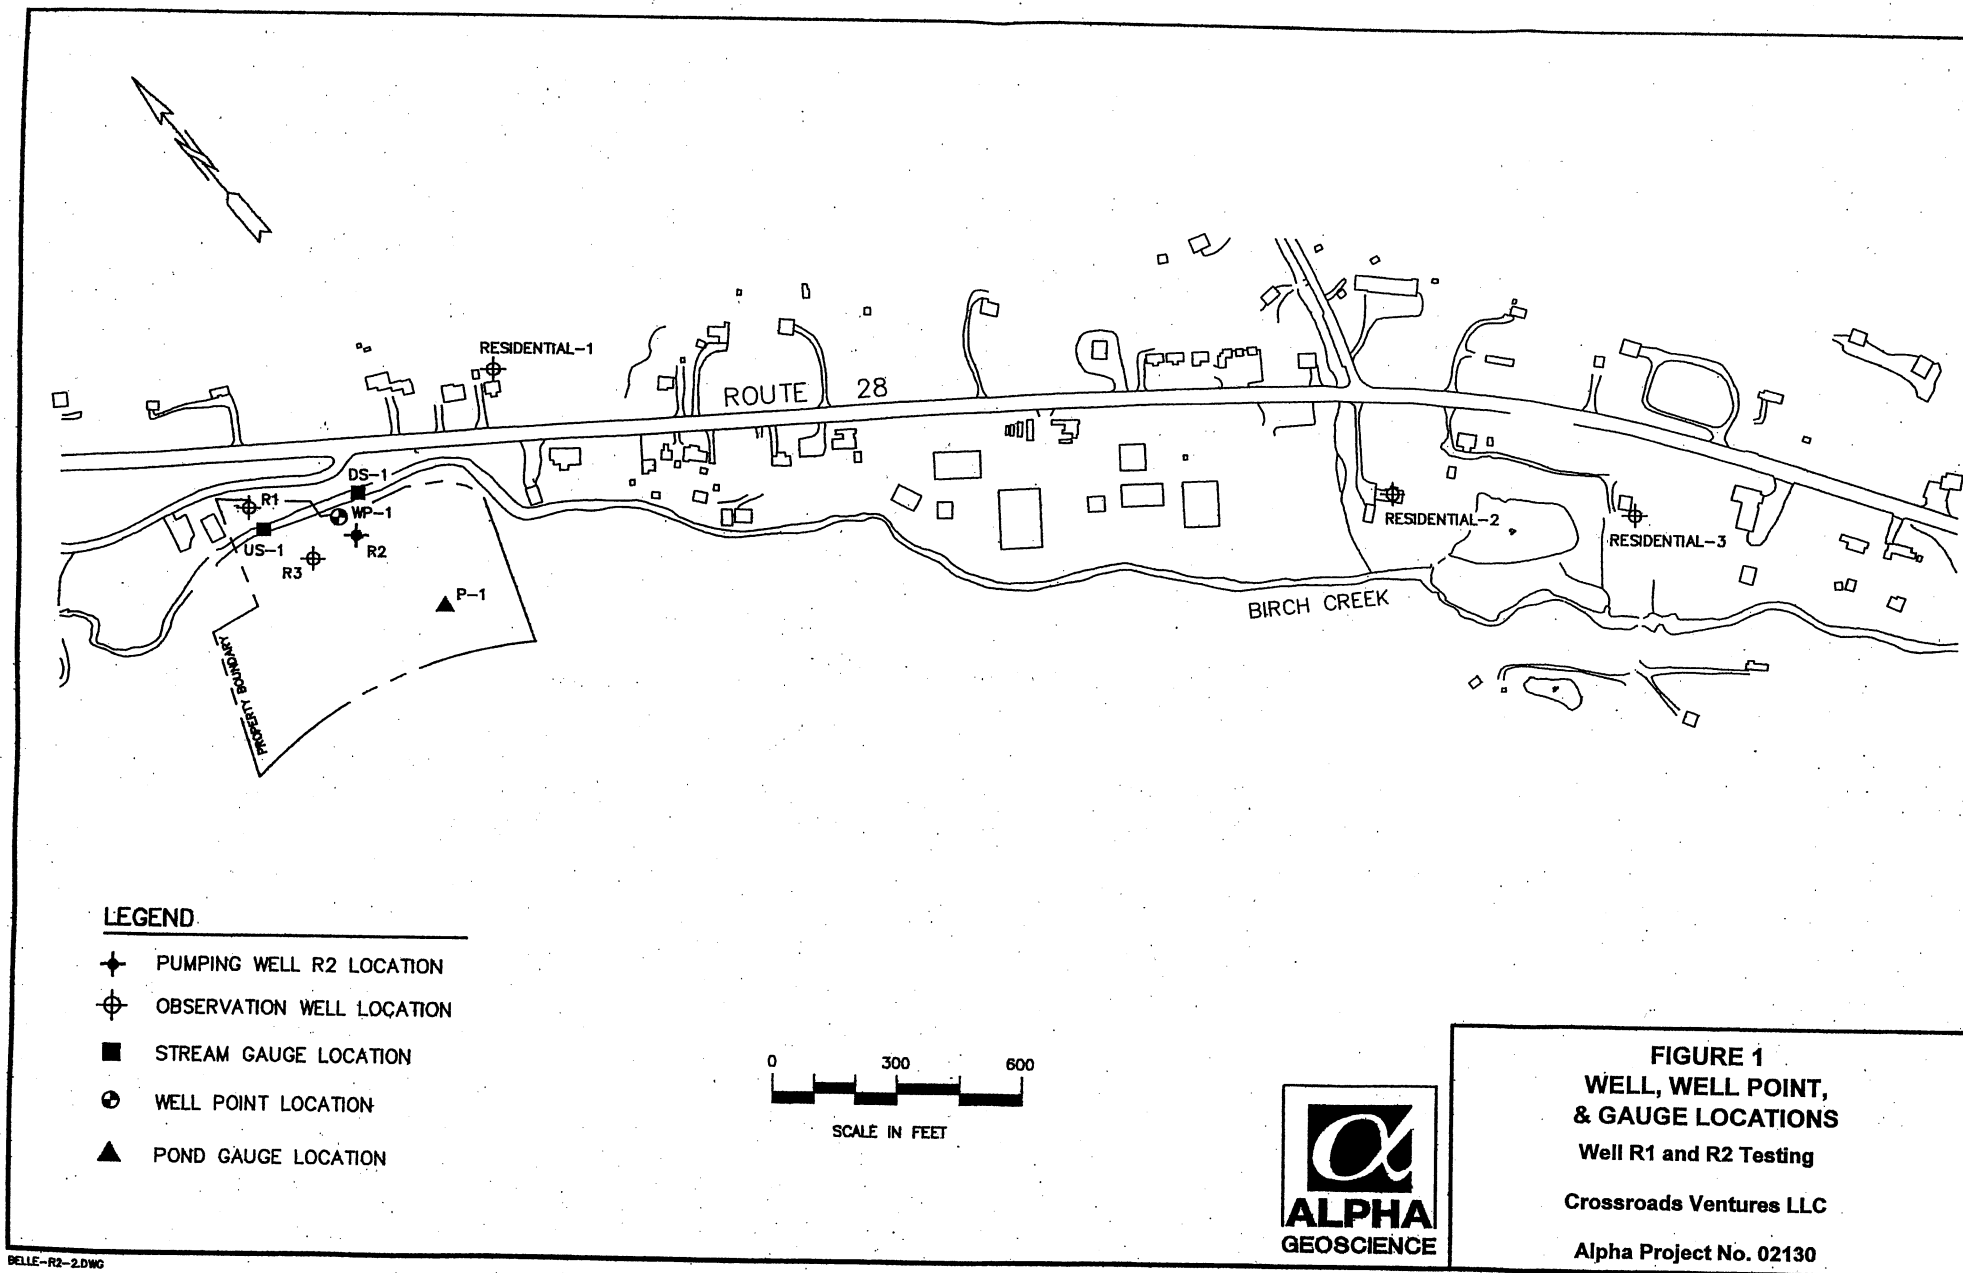 RESIDENTIAL-1
ROUTE 28
DS-1
R1
WP-1
US-1
R2
R3
P-1
RESIDENTIAL-2
RESIDENTIAL-3
BIRCH CREEK
PROPERTY BOUNDARY
LEGEND
PUMPING WELL R2 LOCATION
OBSERVATION WELL LOCATION
STREAM GAUGE LOCATION
WELL POINT LOCATION
POND GAUGE LOCATION
0 300 600
SCALE IN FEET
α
ALPHA
GEOSCIENCE
FIGURE 1
WELL, WELL POINT,
& GAUGE LOCATIONS
Well R1 and R2 Testing
Crossroads Ventures LLC
Alpha Project No. 02130
BELLE-R2-2.DWG